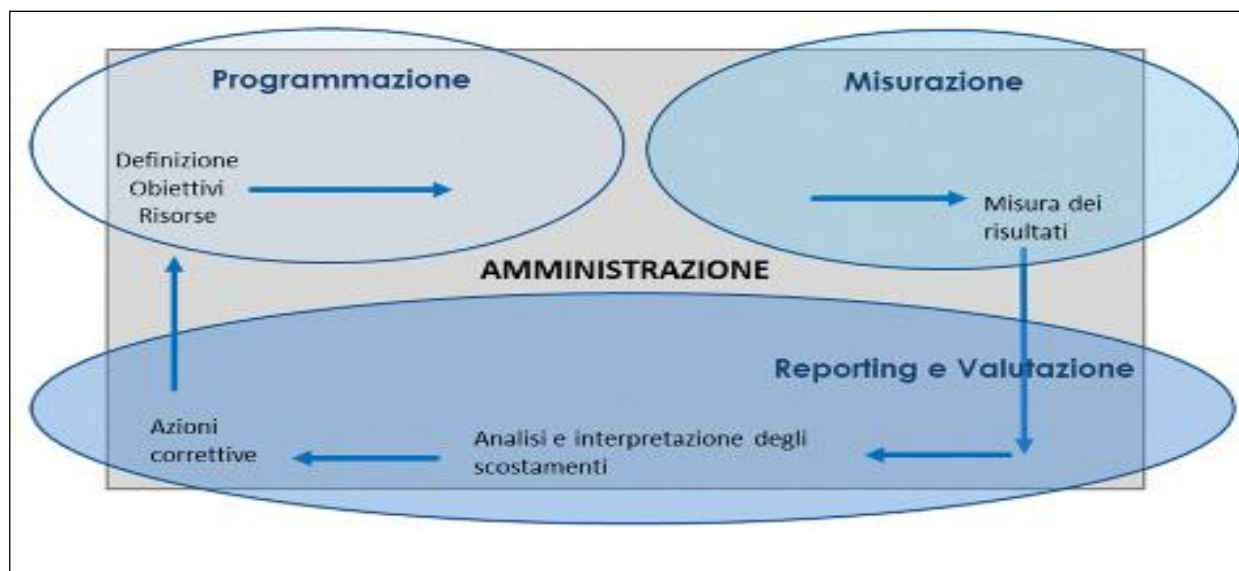 Programmazione
Misurazione
Definizione
Obiettivi
Risorse
Misura dei
risultati
AMMINISTRAZIONE
Reporting e Valutazione
Azioni
correttive
Analisi e interpretazione degli
scostamenti